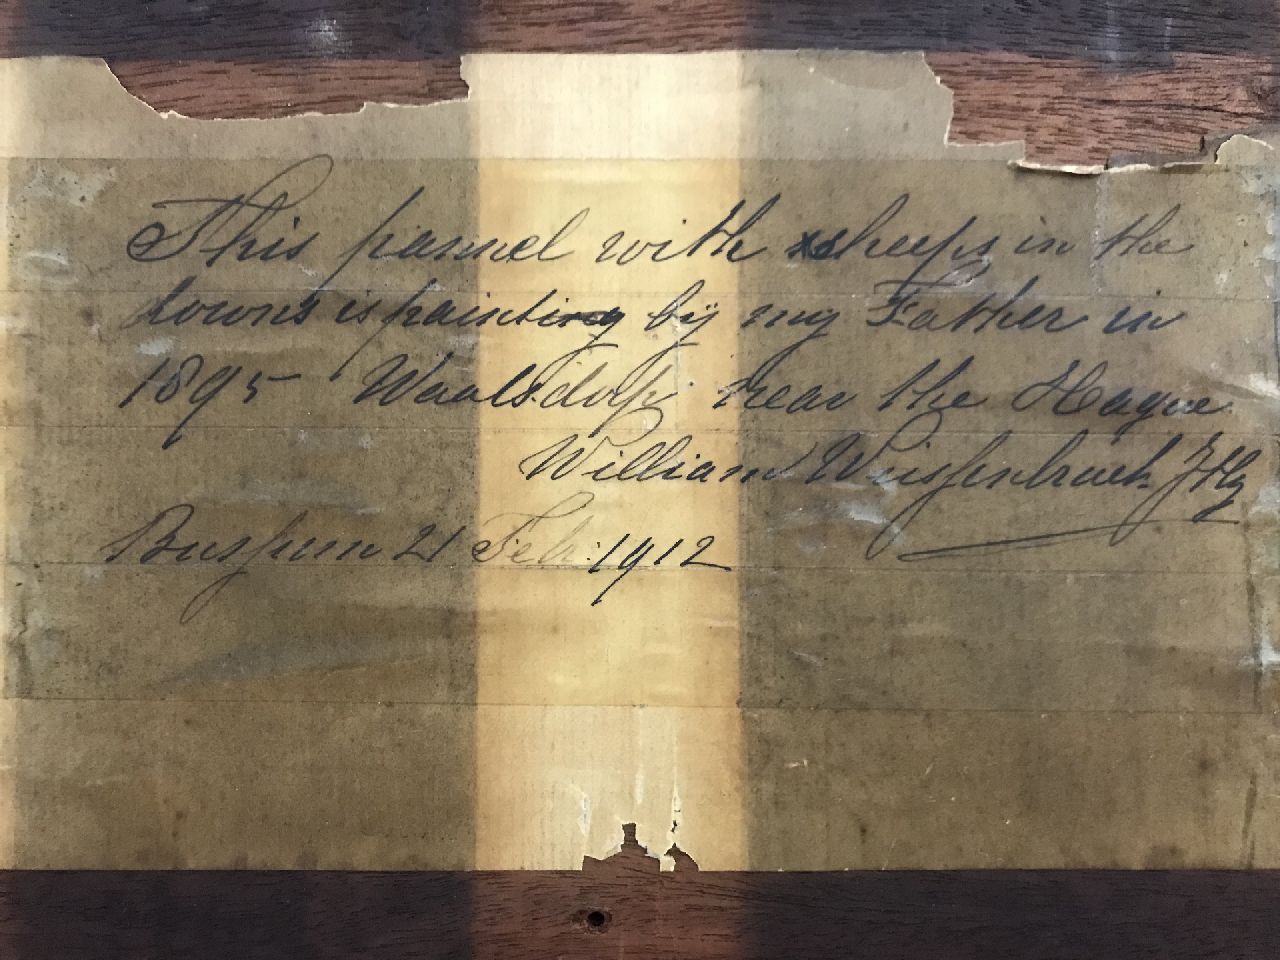 This pannel with sheeps in the
downs is painting by my Father in
1895 Waalsdorp near the Hague
William Weissenbruch JHz
Bussum 21 Feb. 1912